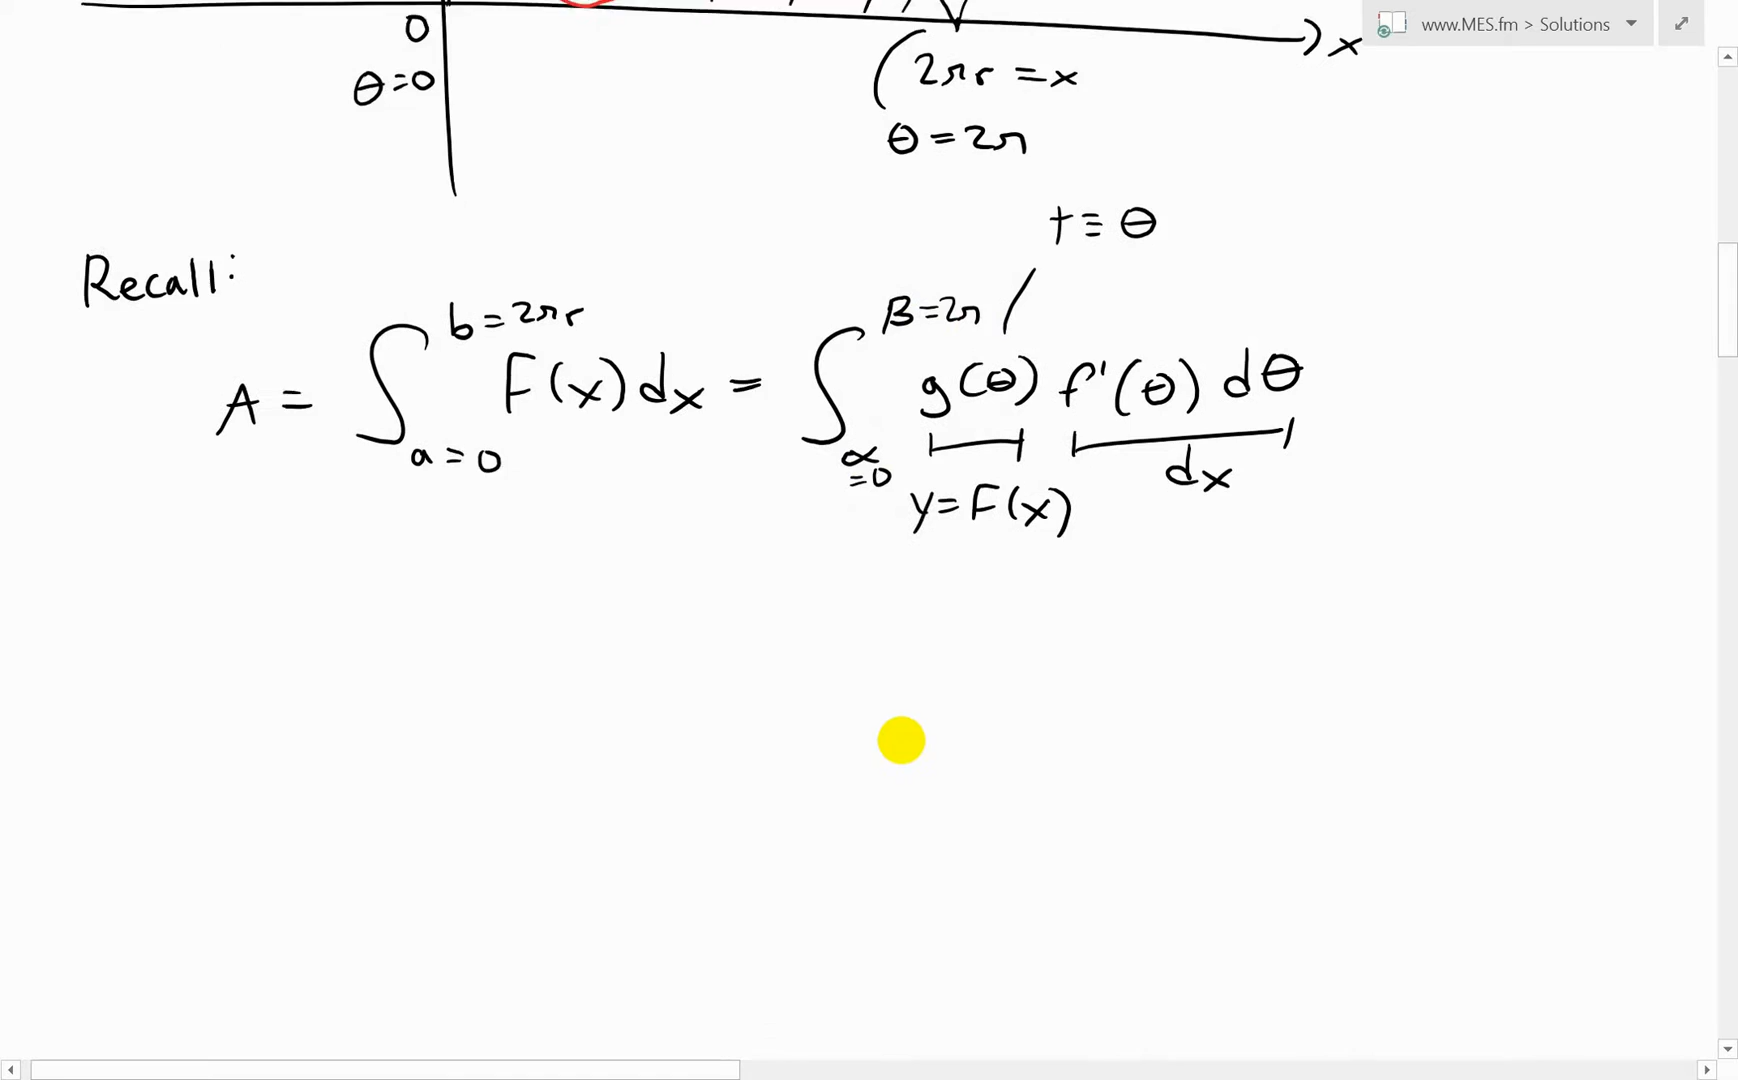 www.MES.fm > Solutions
0
x
θ=0
2πr = x
θ = 2π
t ≡ θ
Recall:
A = ∫_{a=0}^{b=2πr} F(x)dx = ∫_{α=0}^{β=2π} g(θ) f'(θ) dθ
dx
y=F(x)